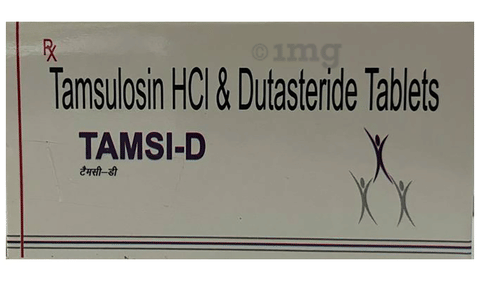 Rx
©1mg
Tamsulosin HCl & Dutasteride Tablets
TAMSI-D
टैमसी-डी